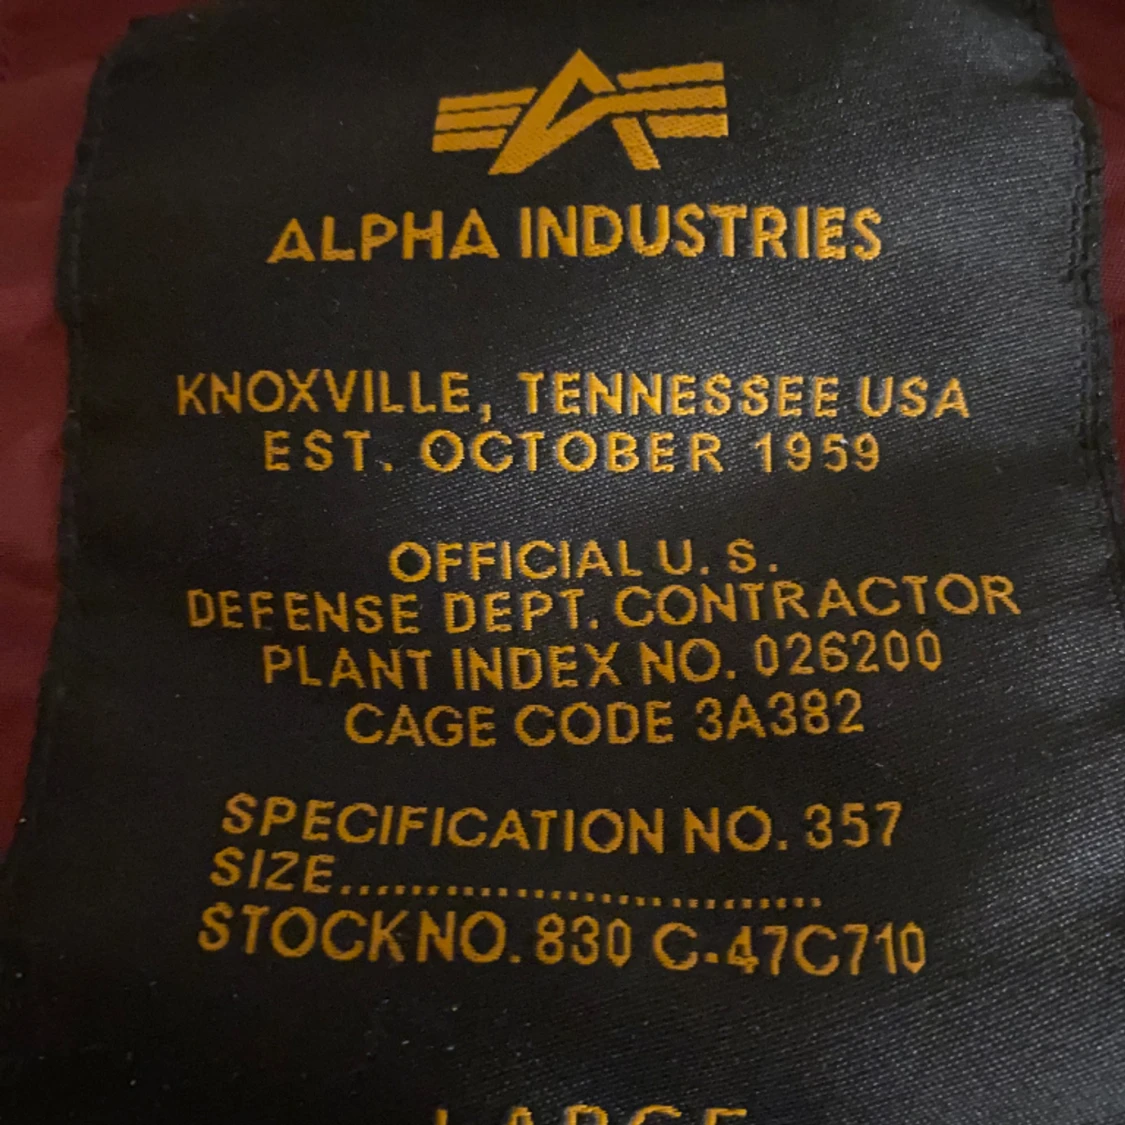 ALPHA INDUSTRIES
KNOXVILLE, TENNESSEE USA
EST. OCTOBER 1959
OFFICIAL U. S.
DEFENSE DEPT. CONTRACTOR
PLANT INDEX NO. 026200
CAGE CODE 3A382
SPECIFICATION NO. 357
SIZE..............................
STOCK NO. 830 C-47C710
LARGE